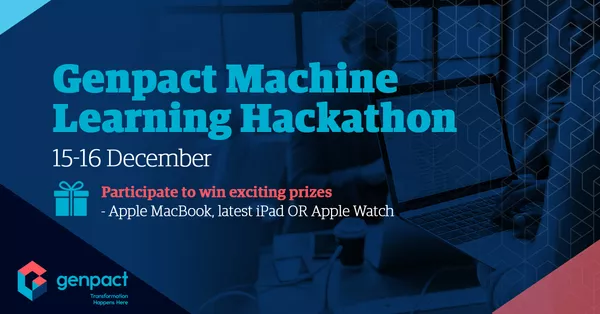 Genpact Machine
Learning Hackathon
15-16 December
Participate to win exciting prizes
- Apple MacBook, latest iPad OR Apple Watch
genpact
Transformation
Happens Here